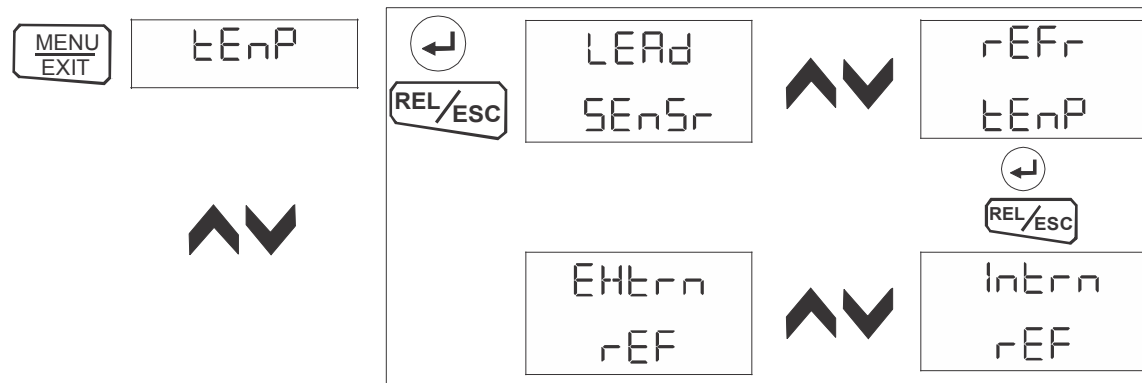 MENU
EXIT
tEnP
REL/ESC
LEAd
SEnSr
rEFr
tEnP
REL/ESC
EHtrn
rEF
Intrn
rEF